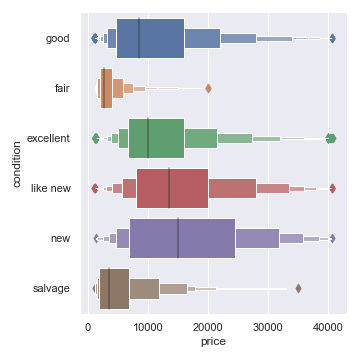 good
fair
excellent
like new
new
salvage
condition
0 10000 20000 30000 40000
price